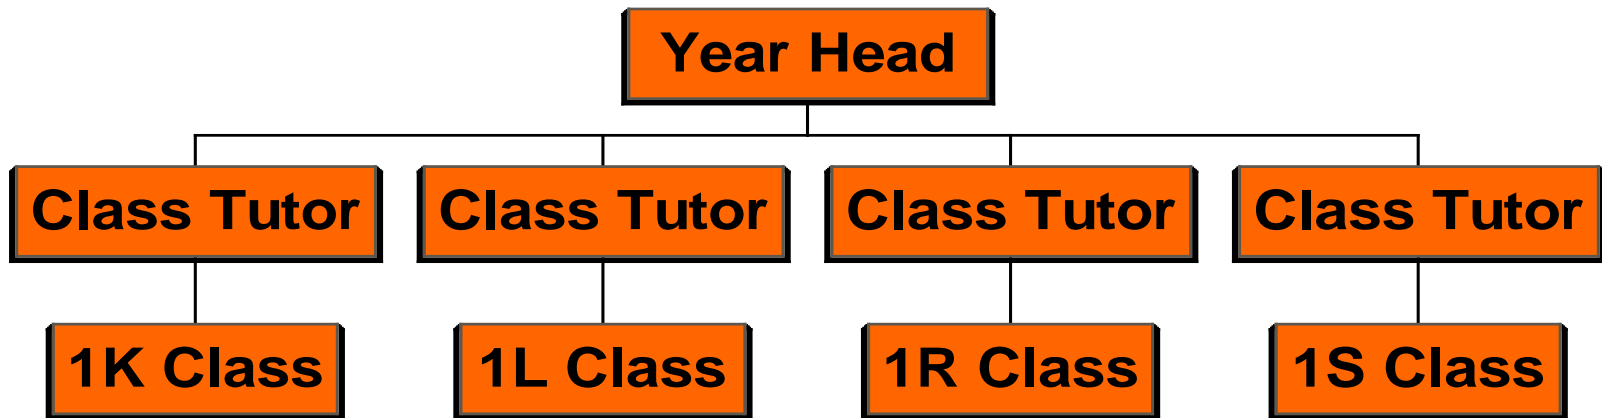 Year Head
Class Tutor
Class Tutor
Class Tutor
Class Tutor
1K Class
1L Class
1R Class
1S Class